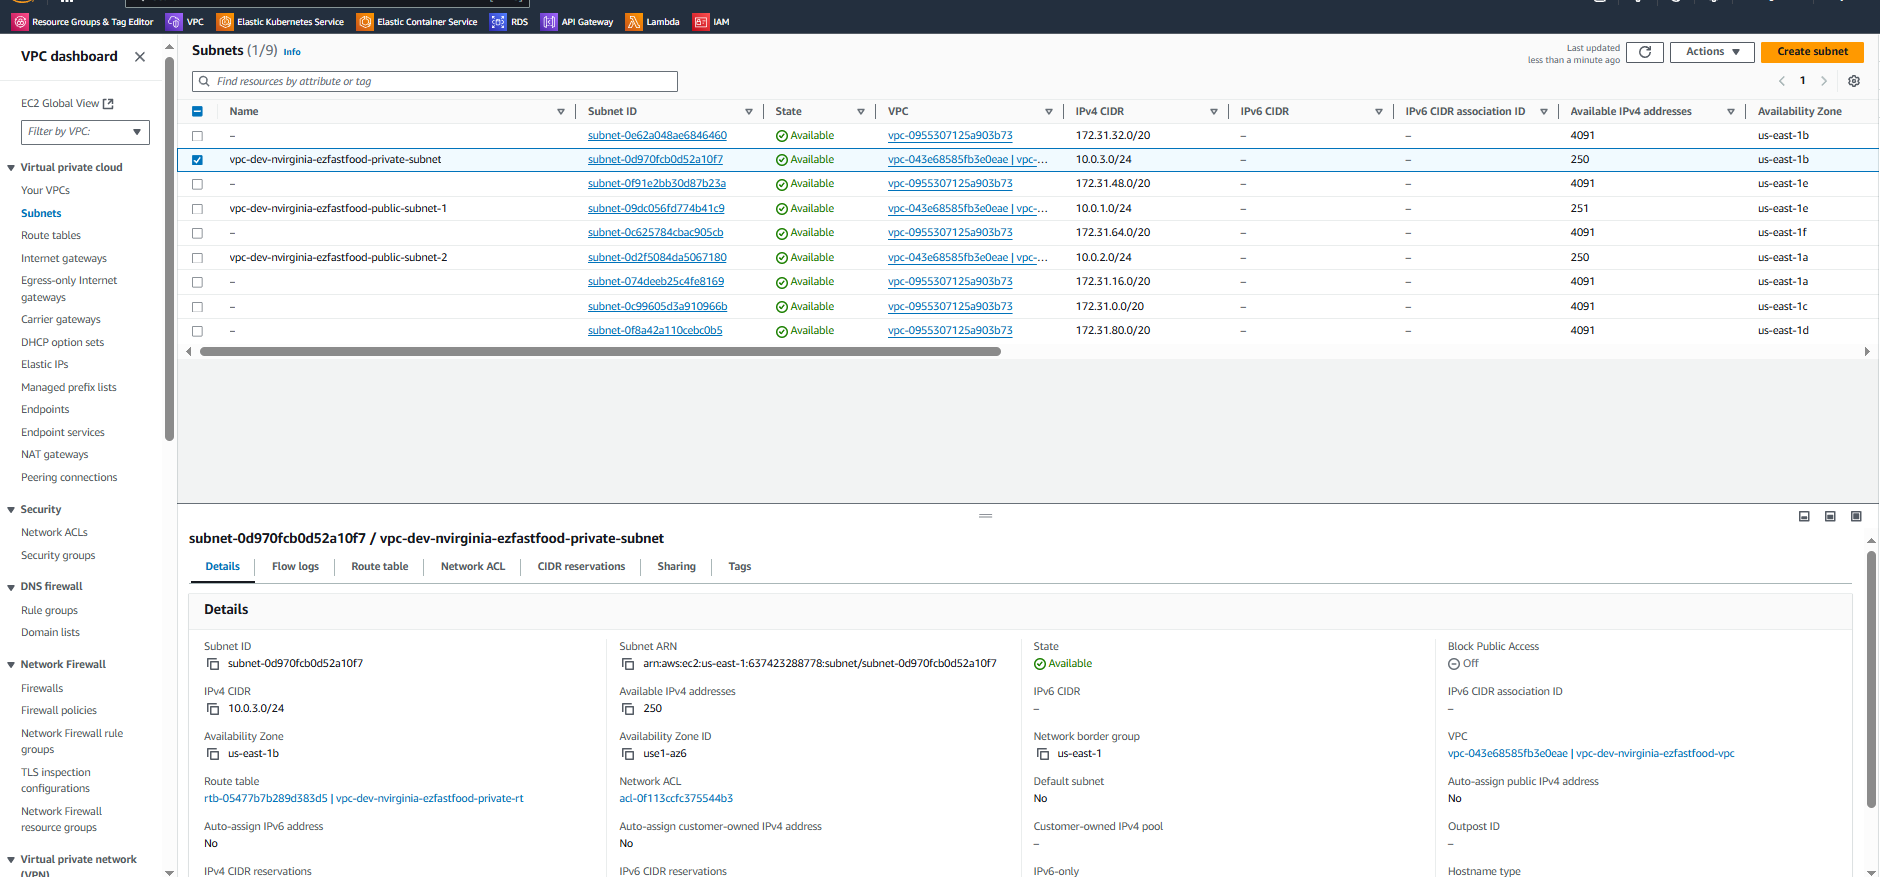 Resource Groups & Tag Editor VPC Elastic Kubernetes Service Elastic Container Service RDS API Gateway Lambda IAM
VPC dashboard
EC2 Global View
Filter by VPC:
Virtual private cloud
Your VPCs
Subnets
Route tables
Internet gateways
Egress-only Internet
gateways
Carrier gateways
DHCP option sets
Elastic IPs
Managed prefix lists
Endpoints
Endpoint services
NAT gateways
Peering connections
Security
Network ACLs
Security groups
DNS firewall
Rule groups
Domain lists
Network Firewall
Firewalls
Firewall policies
Network Firewall rule
groups
TLS inspection
configurations
Network Firewall
resource groups
Virtual private network
(VPN)
Subnets (1/9) Info
Last updated
less than a minute ago
Actions
Create subnet
Find resources by attribute or tag
1
Name Subnet ID State VPC IPv4 CIDR IPv6 CIDR IPv6 CIDR association ID Available IPv4 addresses Availability Zone
– subnet-0e62a048ae6846460 Available vpc-0955307125a903b73 172.31.32.0/20 – – 4091 us-east-1b
vpc-dev-nvirginia-ezfastfood-private-subnet subnet-0d970fcb0d52a10f7 Available vpc-043e68585fb3e0eae | vpc-... 10.0.3.0/24 – – 250 us-east-1b
– subnet-0f91e2bb30d87b23a Available vpc-0955307125a903b73 172.31.48.0/20 – – 4091 us-east-1e
vpc-dev-nvirginia-ezfastfood-public-subnet-1 subnet-09dc056fd774b41c9 Available vpc-043e68585fb3e0eae | vpc-... 10.0.1.0/24 – – 251 us-east-1e
– subnet-0c625784cbac905cb Available vpc-0955307125a903b73 172.31.64.0/20 – – 4091 us-east-1f
vpc-dev-nvirginia-ezfastfood-public-subnet-2 subnet-0d2f5084da5067180 Available vpc-043e68585fb3e0eae | vpc-... 10.0.2.0/24 – – 250 us-east-1a
– subnet-074deeb25c4fe8169 Available vpc-0955307125a903b73 172.31.16.0/20 – – 4091 us-east-1a
– subnet-0c99605d3a910966b Available vpc-0955307125a903b73 172.31.0.0/20 – – 4091 us-east-1c
– subnet-0f8a42a110cebc0b5 Available vpc-0955307125a903b73 172.31.80.0/20 – – 4091 us-east-1d
subnet-0d970fcb0d52a10f7 / vpc-dev-nvirginia-ezfastfood-private-subnet
Details Flow logs Route table Network ACL CIDR reservations Sharing Tags
Details
Subnet ID Subnet ARN State Block Public Access
subnet-0d970fcb0d52a10f7 arn:aws:ec2:us-east-1:637423288778:subnet/subnet-0d970fcb0d52a10f7 Available Off
IPv4 CIDR Available IPv4 addresses IPv6 CIDR IPv6 CIDR association ID
10.0.3.0/24 250 – –
Availability Zone Availability Zone ID Network border group VPC
us-east-1b use1-az6 us-east-1 vpc-043e68585fb3e0eae | vpc-dev-nvirginia-ezfastfood-vpc
Route table Network ACL Default subnet Auto-assign public IPv4 address
rtb-05477b7b289d383d5 | vpc-dev-nvirginia-ezfastfood-private-rt acl-0f113ccfc375544b3 No No
Auto-assign IPv6 address Auto-assign customer-owned IPv4 address Customer-owned IPv4 pool Outpost ID
No No – –
IPv4 CIDR reservations IPv6 CIDR reservations IPv6-only Hostname type